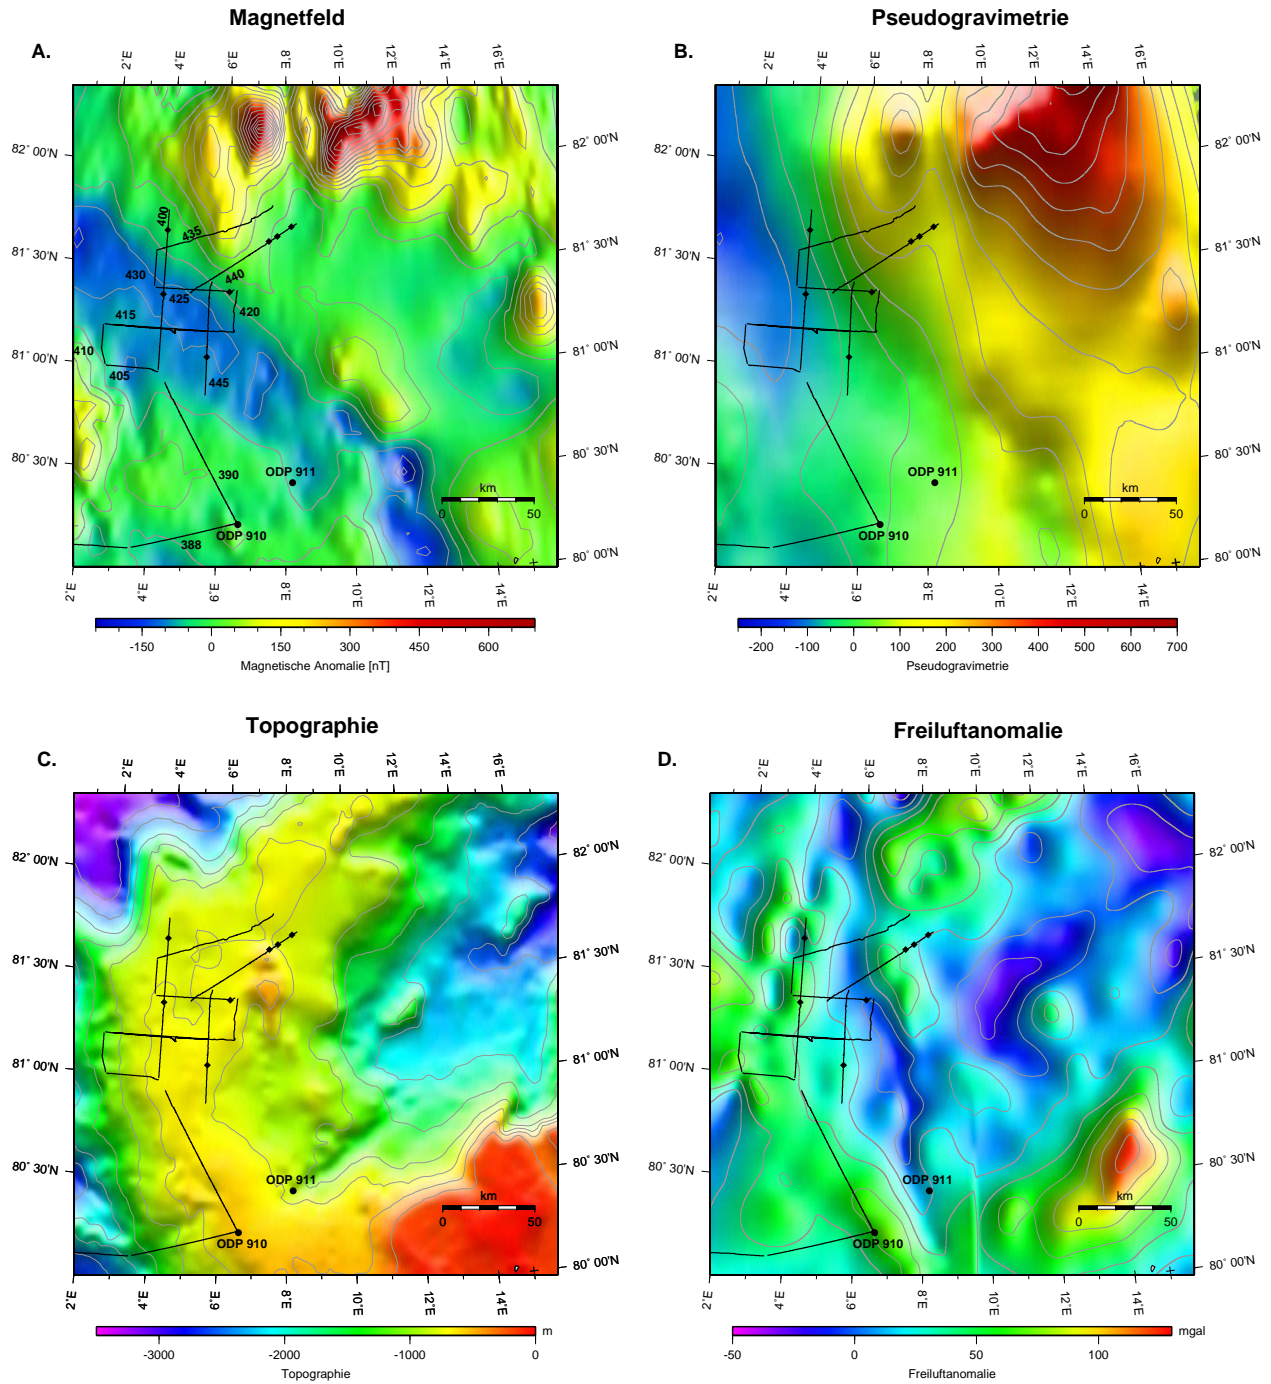 Magnetfeld
A.
2˚E 4˚E 6˚E 8˚E 10˚E 12˚E 14˚E 16˚E
82˚ 00'N 82˚ 00'N
400
435
81˚ 30'N 81˚ 30'N
430
440
425
420
415
81˚ 00'N 81˚ 00'N
410
405
445
80˚ 30'N 80˚ 30'N
390
ODP 911
km
0 50
ODP 910
388
80˚ 00'N
2˚E 4˚E 6˚E 8˚E 10˚E 12˚E 14˚E
-150 0 150 300 450 600
Magnetische Anomalie [nT]
Pseudogravimetrie
B.
2˚E 4˚E 6˚E 8˚E 10˚E 12˚E 14˚E 16˚E
82˚ 00'N 82˚ 00'N
81˚ 30'N 81˚ 30'N
81˚ 00'N 81˚ 00'N
80˚ 30'N 80˚ 30'N
ODP 911
km
0 50
ODP 910
80˚ 00'N
2˚E 4˚E 6˚E 8˚E 10˚E 12˚E 14˚E
-200 -100 0 100 200 300 400 500 600 700
Pseudogravimetrie
Topographie
C.
2˚E 4˚E 6˚E 8˚E 10˚E 12˚E 14˚E 16˚E
82˚ 00'N 82˚ 00'N
81˚ 30'N 81˚ 30'N
81˚ 00'N 81˚ 00'N
80˚ 30'N 80˚ 30'N
ODP 911
km
0 50
ODP 910
80˚ 00'N
2˚E 4˚E 6˚E 8˚E 10˚E 12˚E 14˚E
m
-3000 -2000 -1000 0
Topographie
Freiluftanomalie
D.
2˚E 4˚E 6˚E 8˚E 10˚E 12˚E 14˚E 16˚E
82˚ 00'N 82˚ 00'N
81˚ 30'N 81˚ 30'N
81˚ 00'N 81˚ 00'N
80˚ 30'N 80˚ 30'N
ODP 911
km
0 50
ODP 910
80˚ 00'N
2˚E 4˚E 6˚E 8˚E 10˚E 12˚E 14˚E
mgal
-50 0 50 100
Freiluftanomalie